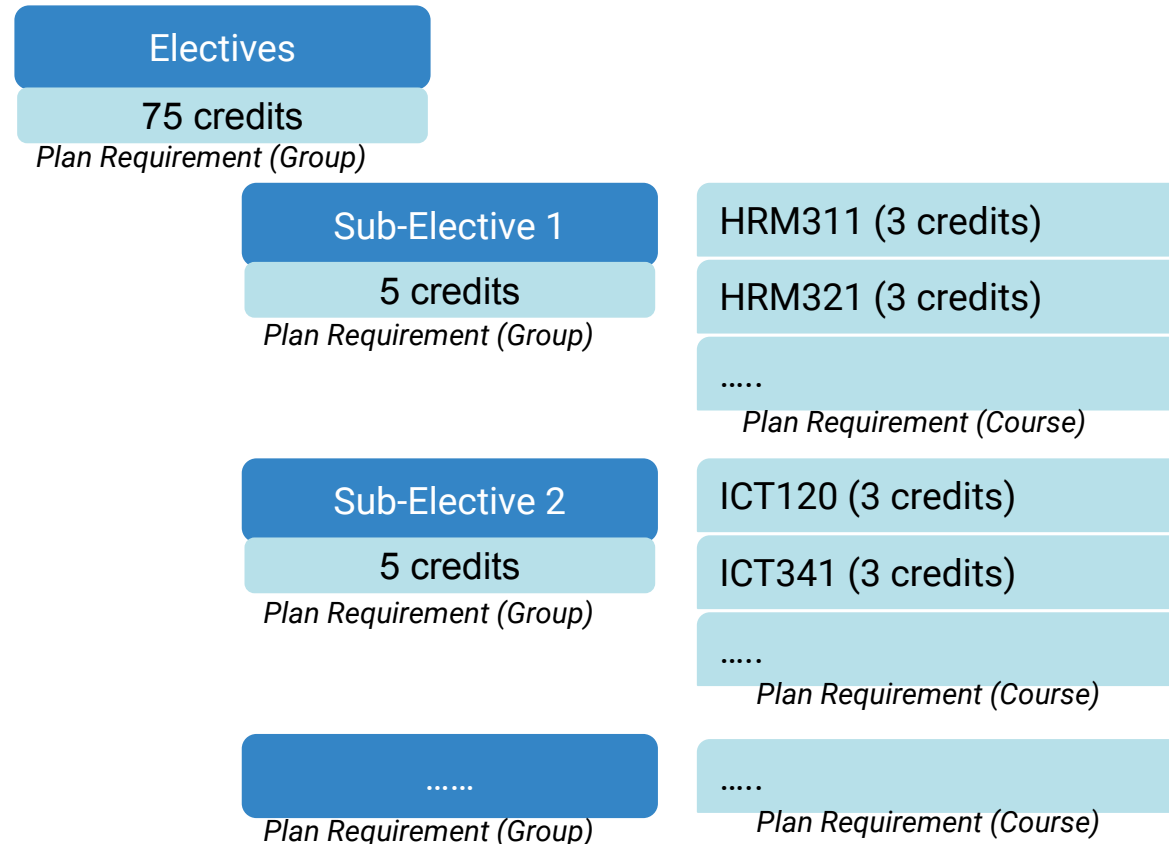 Electives
75 credits
Plan Requirement (Group)
Sub-Elective 1
5 credits
Plan Requirement (Group)
HRM311 (3 credits)
HRM321 (3 credits)
.....
Plan Requirement (Course)
Sub-Elective 2
5 credits
Plan Requirement (Group)
ICT120 (3 credits)
ICT341 (3 credits)
.....
Plan Requirement (Course)
......
Plan Requirement (Group)
.....
Plan Requirement (Course)